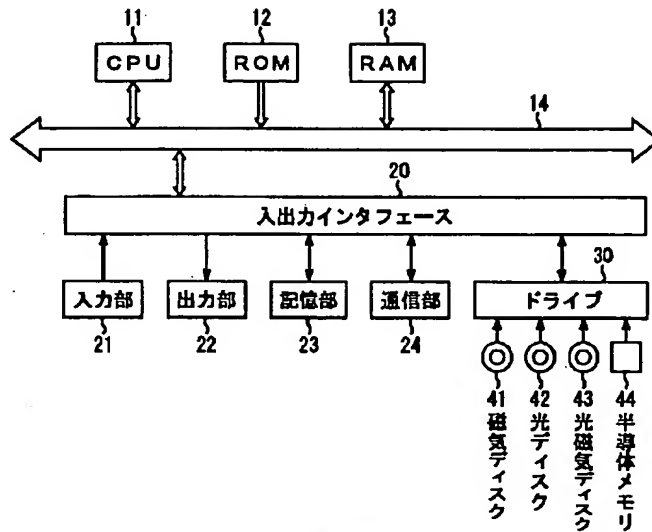 11 12 13
CPU ROM RAM
14
20
入出力インタフェース
30
入力部 出力部 記憶部 通信部 ドライブ
21 22 23 24
41 磁気ディスク
42 光ディスク
43 光磁気ディスク
44 半導体メモリ